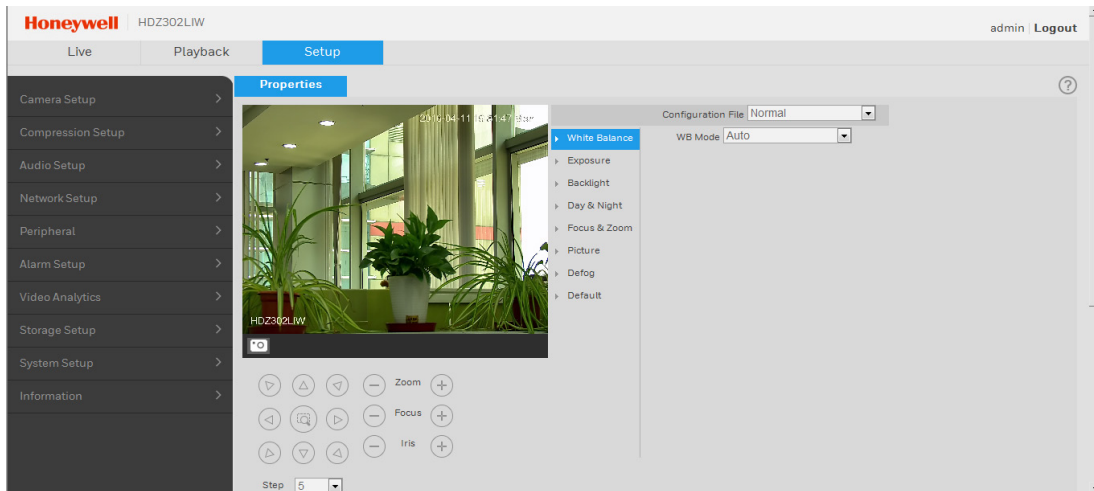 Honeywell HDZ302LIW
admin | Logout
Live Playback Setup
Properties
Camera Setup
Compression Setup
Audio Setup
Network Setup
Peripheral
Alarm Setup
Video Analytics
Storage Setup
System Setup
Information
HDZ302LIW
Zoom
Focus
Iris
Step 5
White Balance
Exposure
Backlight
Day & Night
Focus & Zoom
Picture
Defog
Default
Configuration File Normal
WB Mode Auto